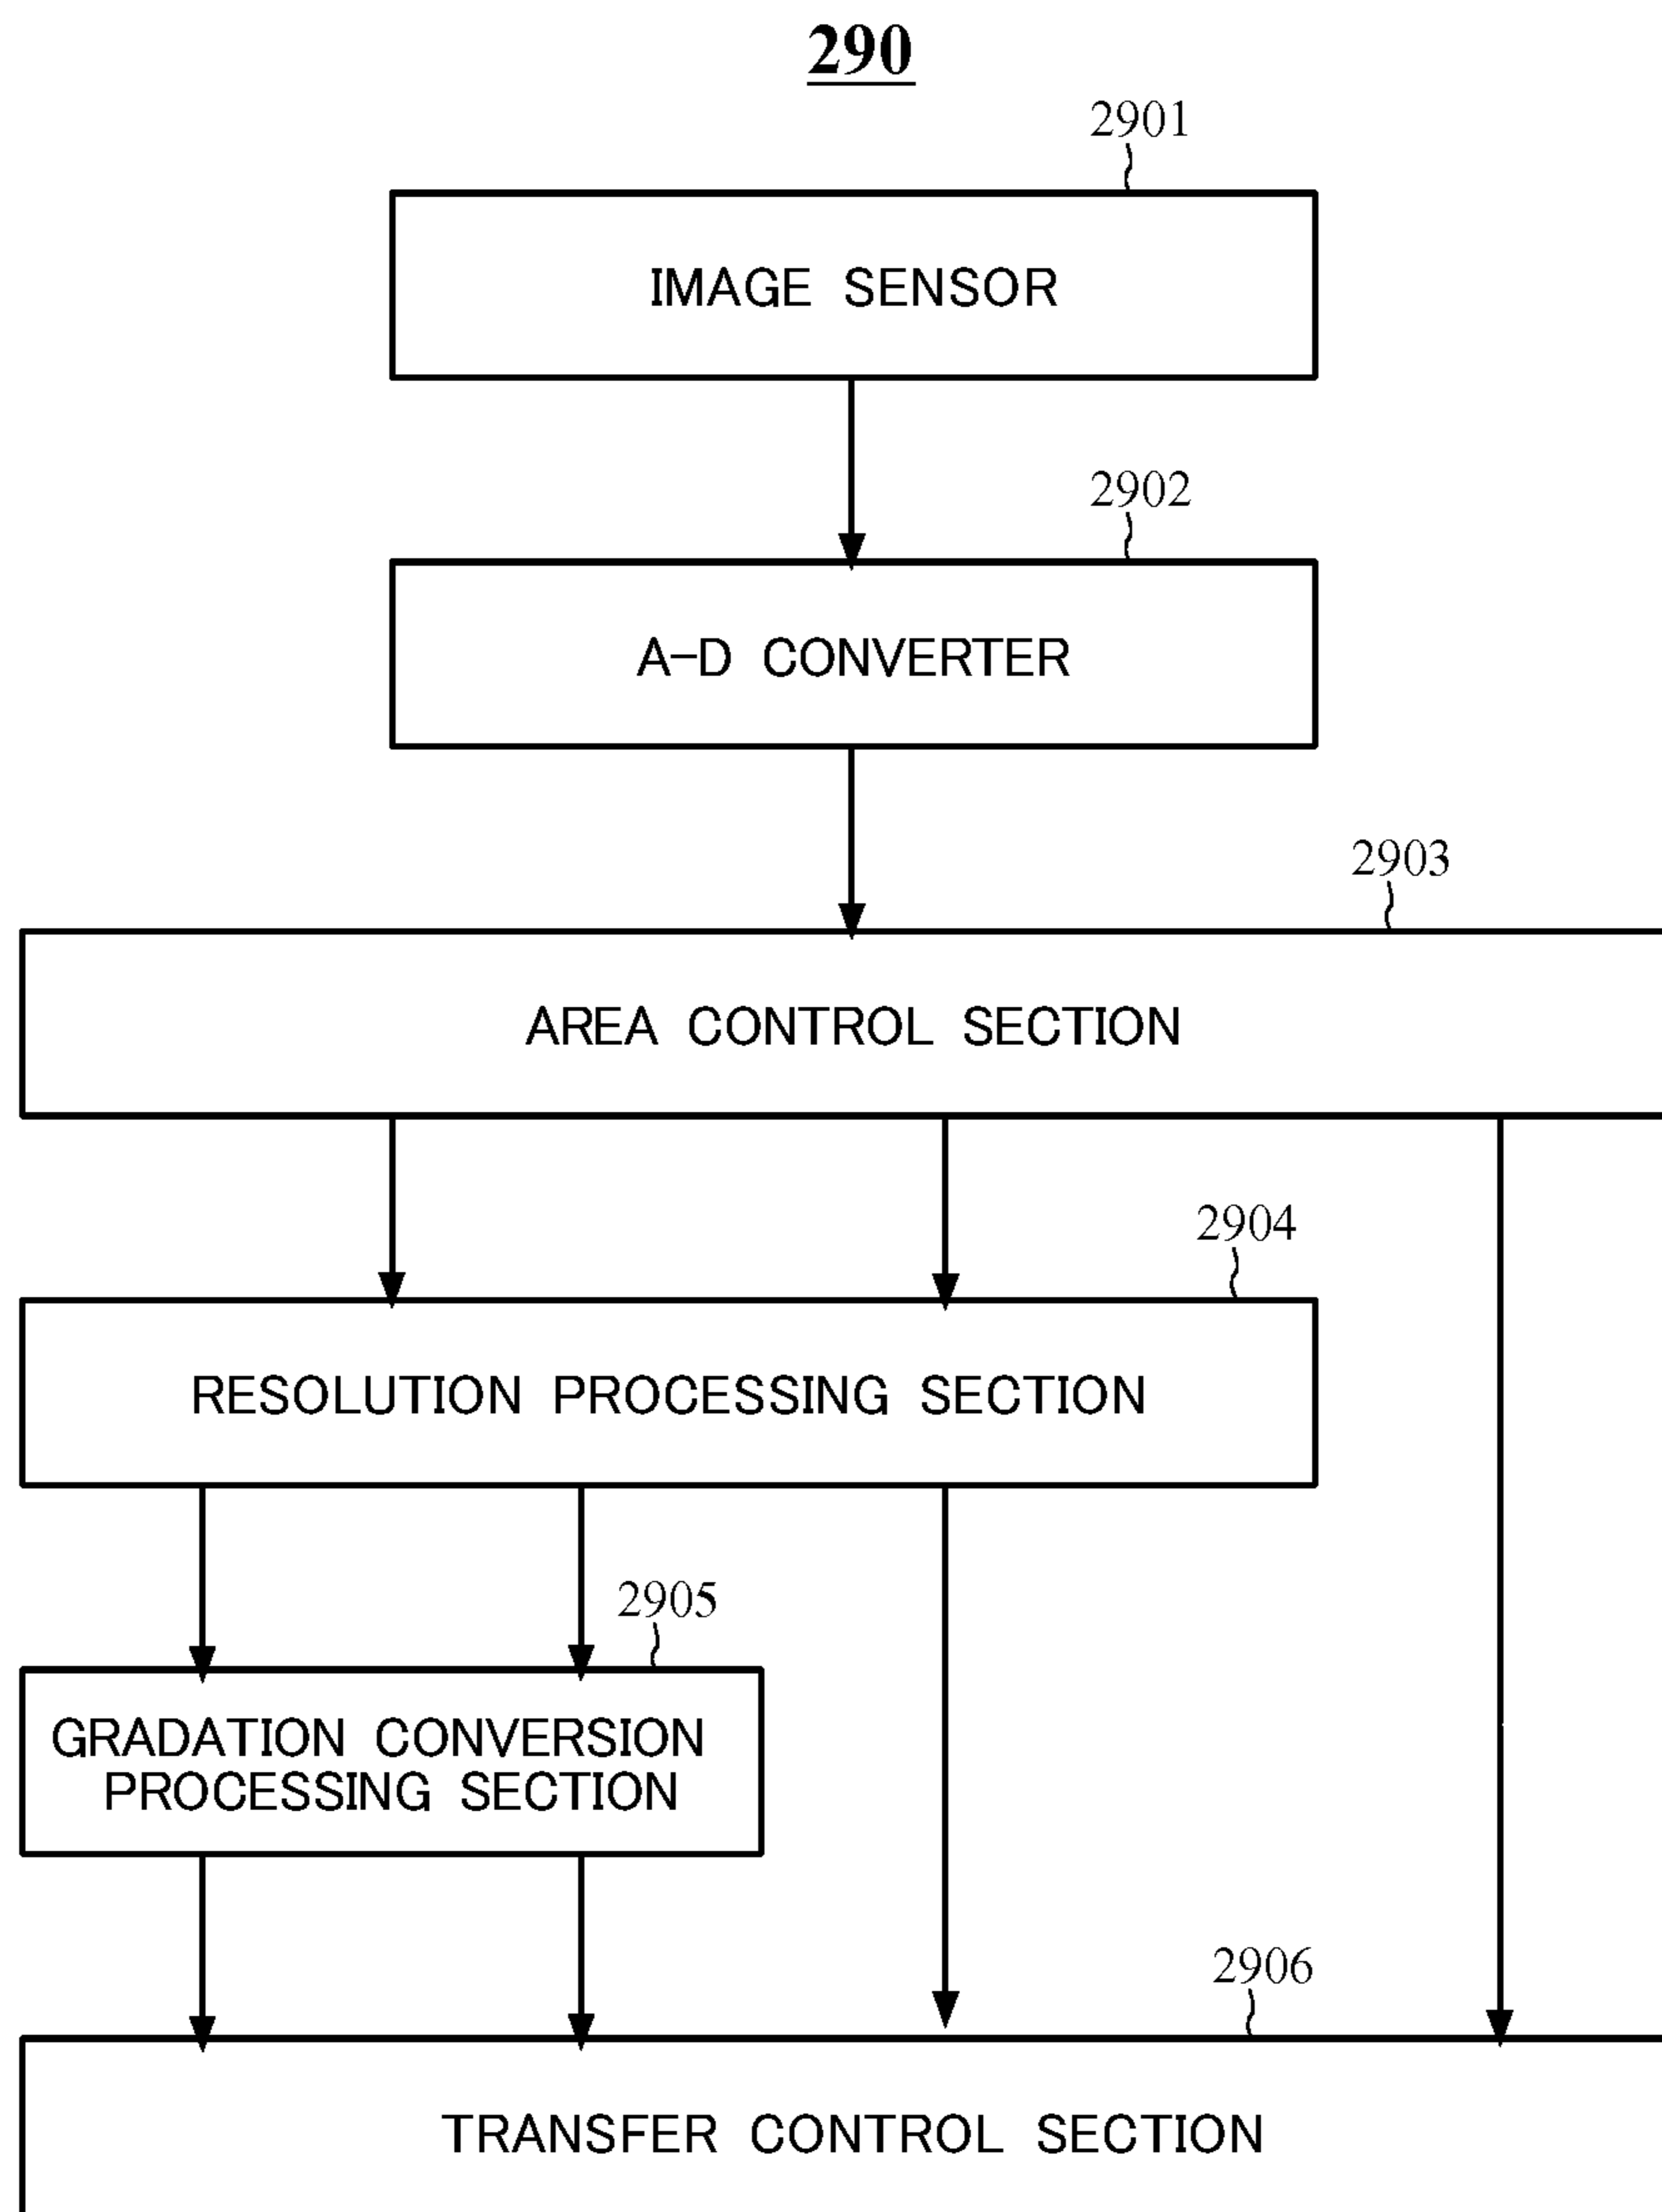 290
2901
IMAGE SENSOR
2902
A-D CONVERTER
2903
AREA CONTROL SECTION
2904
RESOLUTION PROCESSING SECTION
2905
GRADATION CONVERSION
PROCESSING SECTION
2906
TRANSFER CONTROL SECTION